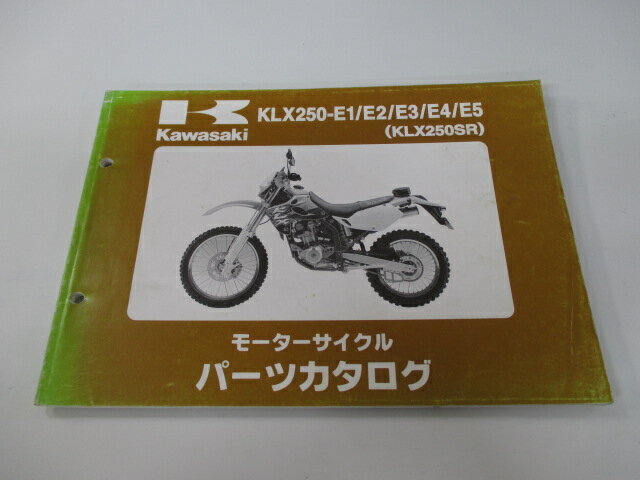 KLX250-E1/E2/E3/E4/E5
Kawasaki
(KLX250SR)
モーターサイクル
パーツカタログ